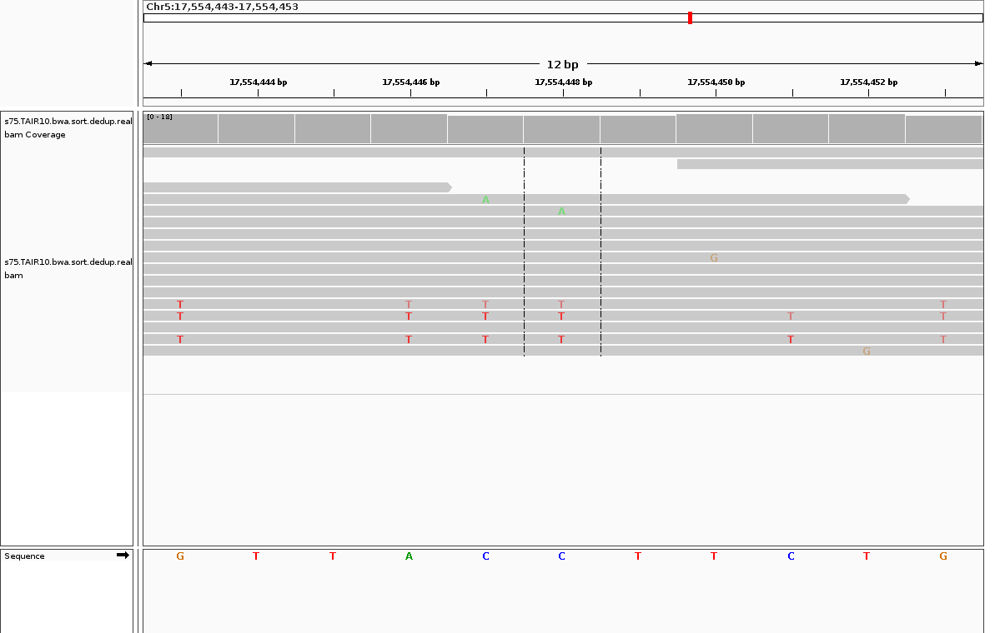 Chr5:17,554,443-17,554,453
12 bp
17,554,444 bp 17,554,446 bp 17,554,448 bp 17,554,450 bp 17,554,452 bp
s75.TAIR10.bwa.sort.dedup.real
bam Coverage
[0 - 18]
A
A
s75.TAIR10.bwa.sort.dedup.real
bam
G
T T T T T
T T T T T T
T T T T T T
G
Sequence
G T T A C C T T C T G